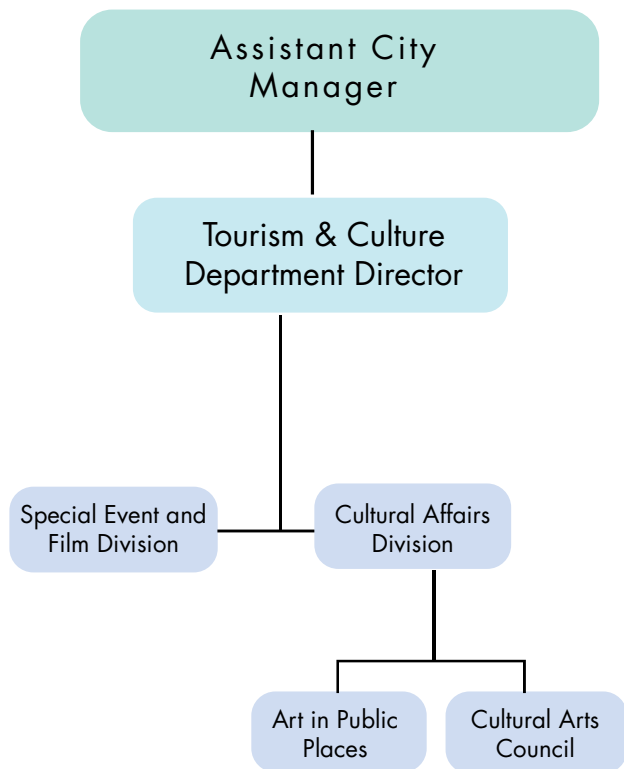 Assistant City
Manager
Tourism & Culture
Department Director
Special Event and
Film Division
Cultural Affairs
Division
Art in Public
Places
Cultural Arts
Council